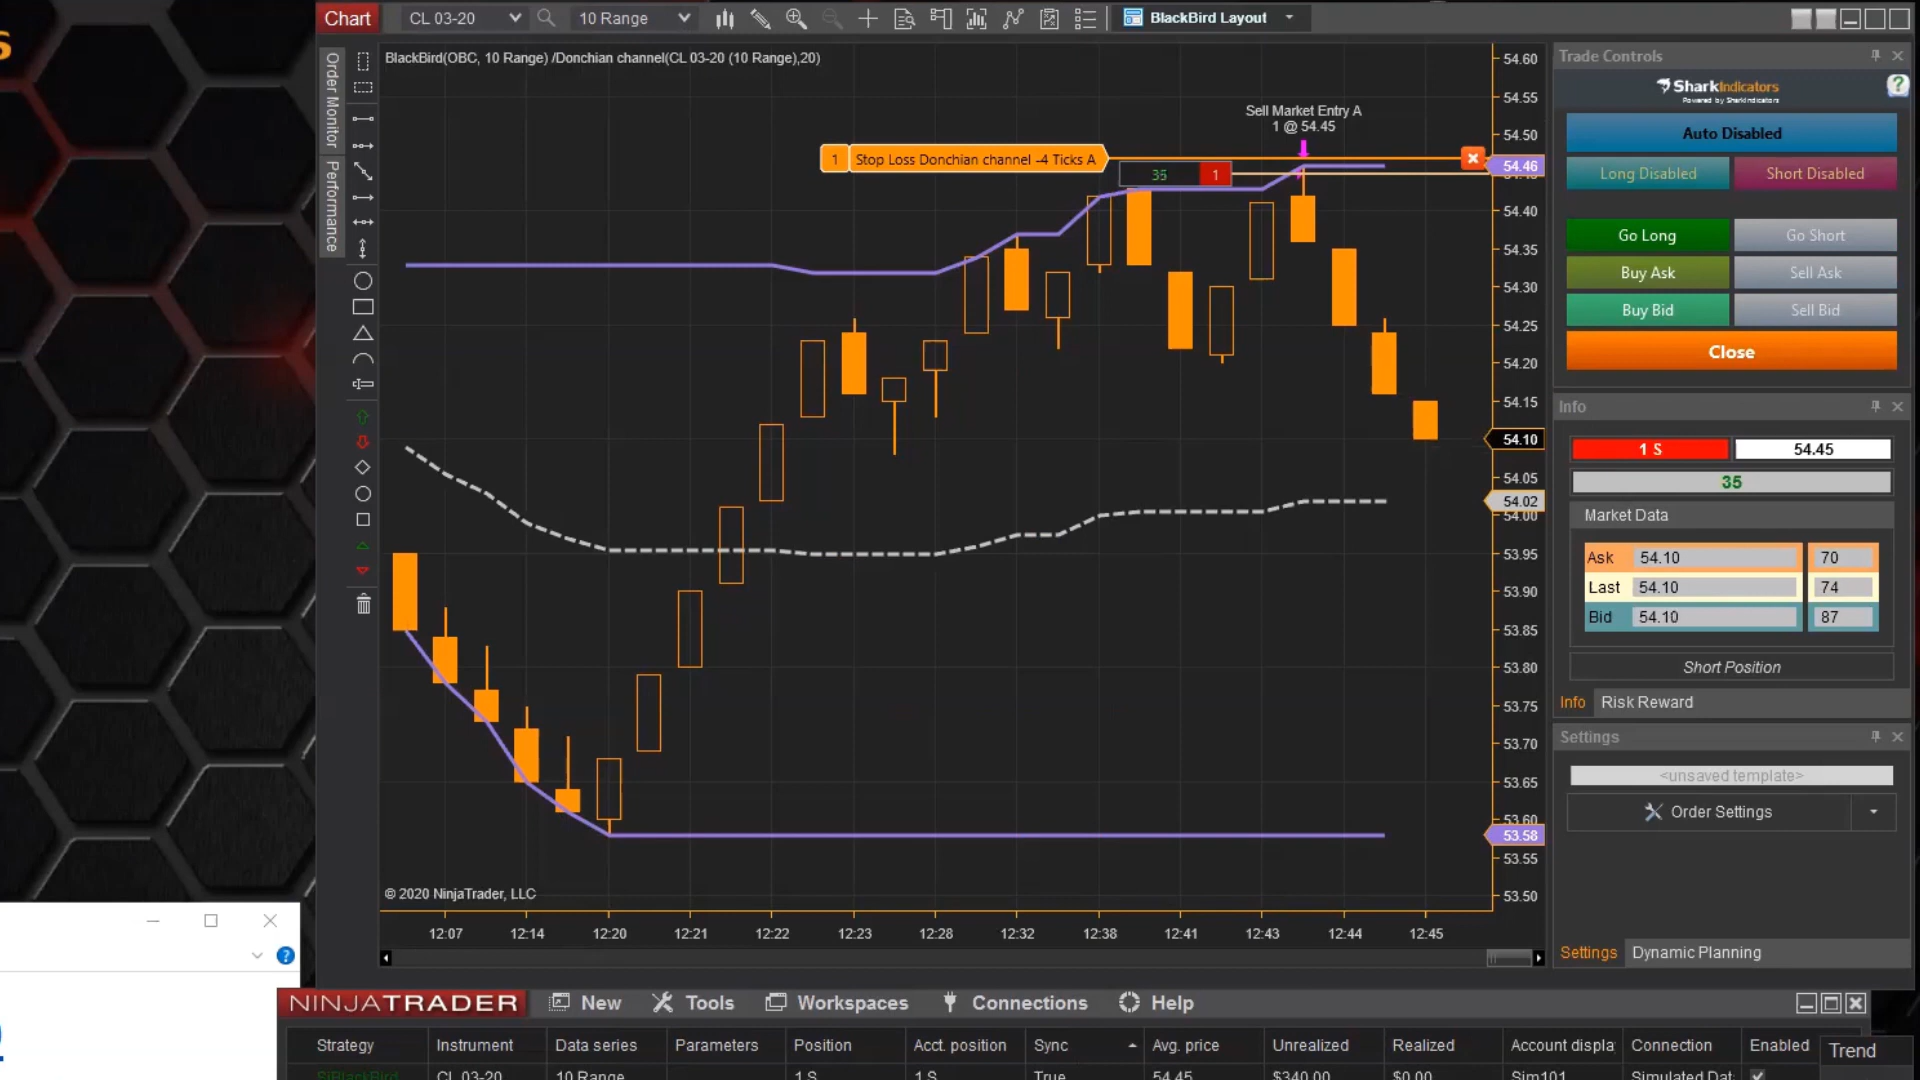 S
Chart
CL 03-20
10 Range
BlackBird Layout
Order Monitor
Performance
BlackBird(OBC, 10 Range) /Donchian channel(CL 03-20 (10 Range),20)
Sell Market Entry A
1 @ 54.45
1
Stop Loss Donchian channel -4 Ticks A
35
1
54.60
54.55
54.50
54.46
54.40
54.35
54.30
54.25
54.20
54.15
54.10
54.05
54.02
54.00
53.95
53.90
53.85
53.80
53.75
53.70
53.65
53.60
53.58
53.55
53.50
© 2020 NinjaTrader, LLC
12:07
12:14
12:20
12:21
12:22
12:23
12:28
12:32
12:38
12:41
12:43
12:44
12:45
Trade Controls
SharkIndicators
Powered by SharkIndicators
?
Auto Disabled
Long Disabled
Short Disabled
Go Long
Go Short
Buy Ask
Sell Ask
Buy Bid
Sell Bid
Close
Info
1 S
54.45
35
Market Data
Ask 54.10 70
Last 54.10 74
Bid 54.10 87
Short Position
Info
Risk Reward
Settings
<unsaved template>
Order Settings
Settings
Dynamic Planning
?
NINJATRADER
New
Tools
Workspaces
Connections
Help
Strategy
Instrument
Data series
Parameters
Position
Acct. position
Sync
Avg. price
Unrealized
Realized
Account displa
Connection
Enabled
Trend
SiBlackBird
CL 03-20
10 Range
1 S
1 S
True
54.45
$340.00
$0.00
Sim101
Simulated Dat